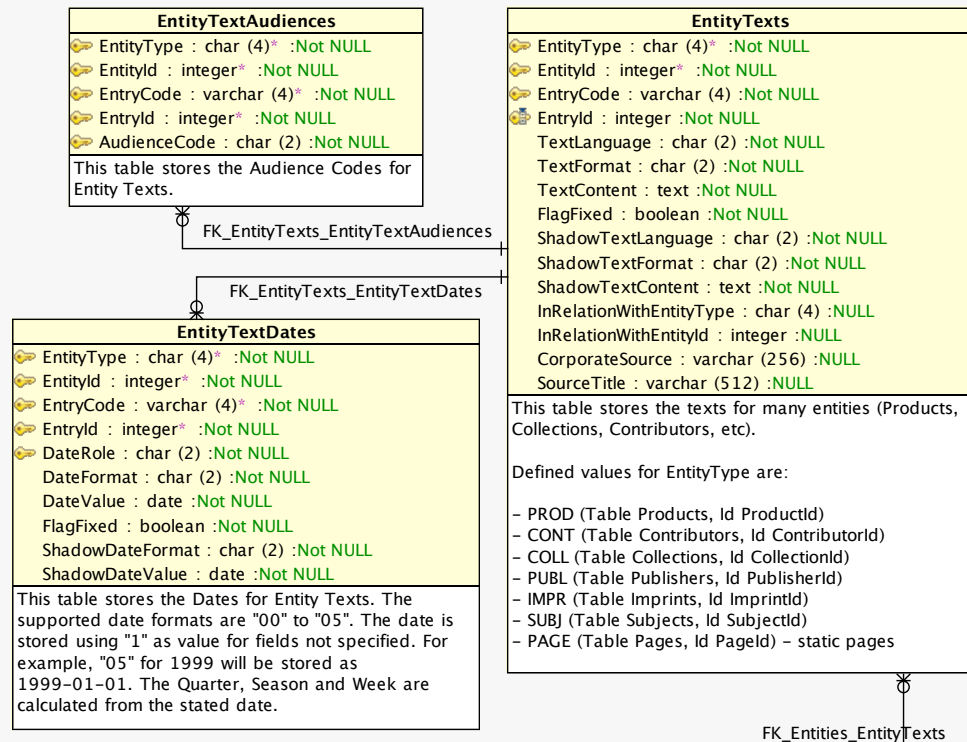 EntityTextAudiences
EntityType : char (4)* :Not NULL
EntityId : integer* :Not NULL
EntryCode : varchar (4)* :Not NULL
EntryId : integer* :Not NULL
AudienceCode : char (2) :Not NULL
This table stores the Audience Codes for
Entity Texts.
FK_EntityTexts_EntityTextAudiences
FK_EntityTexts_EntityTextDates
EntityTextDates
EntityType : char (4)* :Not NULL
EntityId : integer* :Not NULL
EntryCode : varchar (4)* :Not NULL
EntryId : integer* :Not NULL
DateRole : char (2) :Not NULL
DateFormat : char (2) :Not NULL
DateValue : date :Not NULL
FlagFixed : boolean :Not NULL
ShadowDateFormat : char (2) :Not NULL
ShadowDateValue : date :Not NULL
This table stores the Dates for Entity Texts. The
supported date formats are "00" to "05". The date is
stored using "1" as value for fields not specified. For
example, "05" for 1999 will be stored as
1999-01-01. The Quarter, Season and Week are
calculated from the stated date.
EntityTexts
EntityType : char (4)* :Not NULL
EntityId : integer* :Not NULL
EntryCode : varchar (4) :Not NULL
EntryId : integer :Not NULL
TextLanguage : char (2) :Not NULL
TextFormat : char (2) :Not NULL
TextContent : text :Not NULL
FlagFixed : boolean :Not NULL
ShadowTextLanguage : char (2) :Not NULL
ShadowTextFormat : char (2) :Not NULL
ShadowTextContent : text :Not NULL
InRelationWithEntityType : char (4) :NULL
InRelationWithEntityId : integer :NULL
CorporateSource : varchar (256) :NULL
SourceTitle : varchar (512) :NULL
This table stores the texts for many entities (Products,
Collections, Contributors, etc).
Defined values for EntityType are:
- PROD (Table Products, Id ProductId)
- CONT (Table Contributors, Id ContributorId)
- COLL (Table Collections, Id CollectionId)
- PUBL (Table Publishers, Id PublisherId)
- IMPR (Table Imprints, Id ImprintId)
- SUBJ (Table Subjects, Id SubjectId)
- PAGE (Table Pages, Id PageId) - static pages
FK_Entities_EntityTexts